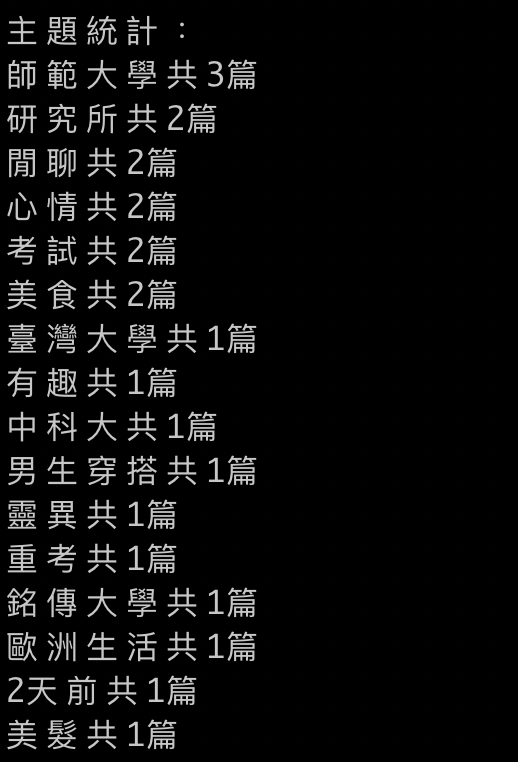 主題統計：
師範大學共3篇
研究所共2篇
閒聊共2篇
心情共2篇
考試共2篇
美食共2篇
臺灣大學共1篇
有趣共1篇
中科大共1篇
男生穿搭共1篇
靈異共1篇
重考共1篇
銘傳大學共1篇
歐洲生活共1篇
2天前共1篇
美髮共1篇